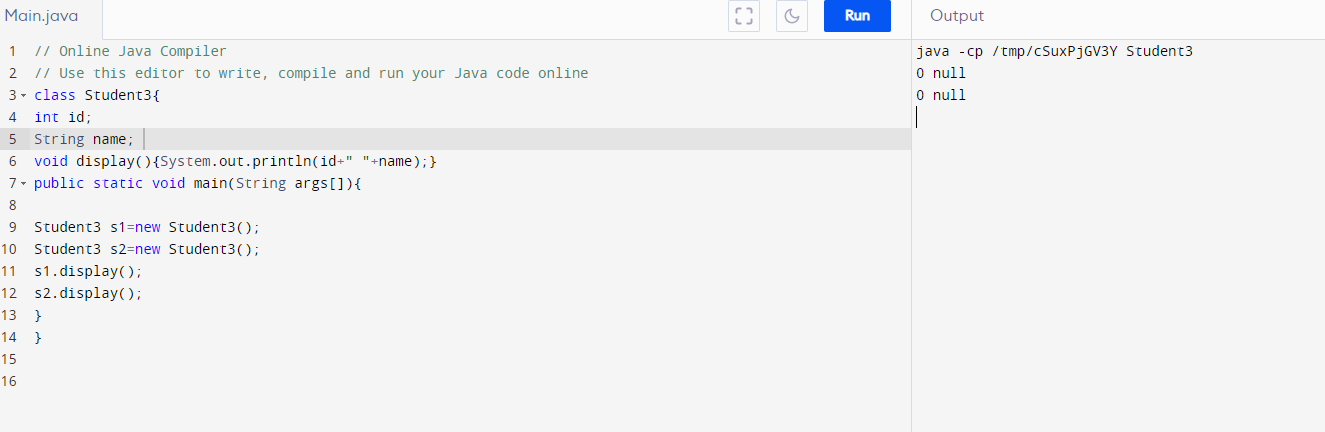 Main.java
Run
Output
1 // Online Java Compiler
2 // Use this editor to write, compile and run your Java code online
3 class Student3{
4 int id;
5 String name;
6 void display(){System.out.println(id+" "+name);}
7 public static void main(String args[]){
8
9 Student3 s1=new Student3();
10 Student3 s2=new Student3();
11 s1.display();
12 s2.display();
13 }
14 }
15
16
java -cp /tmp/cSuxPjGV3Y Student3
0 null
0 null